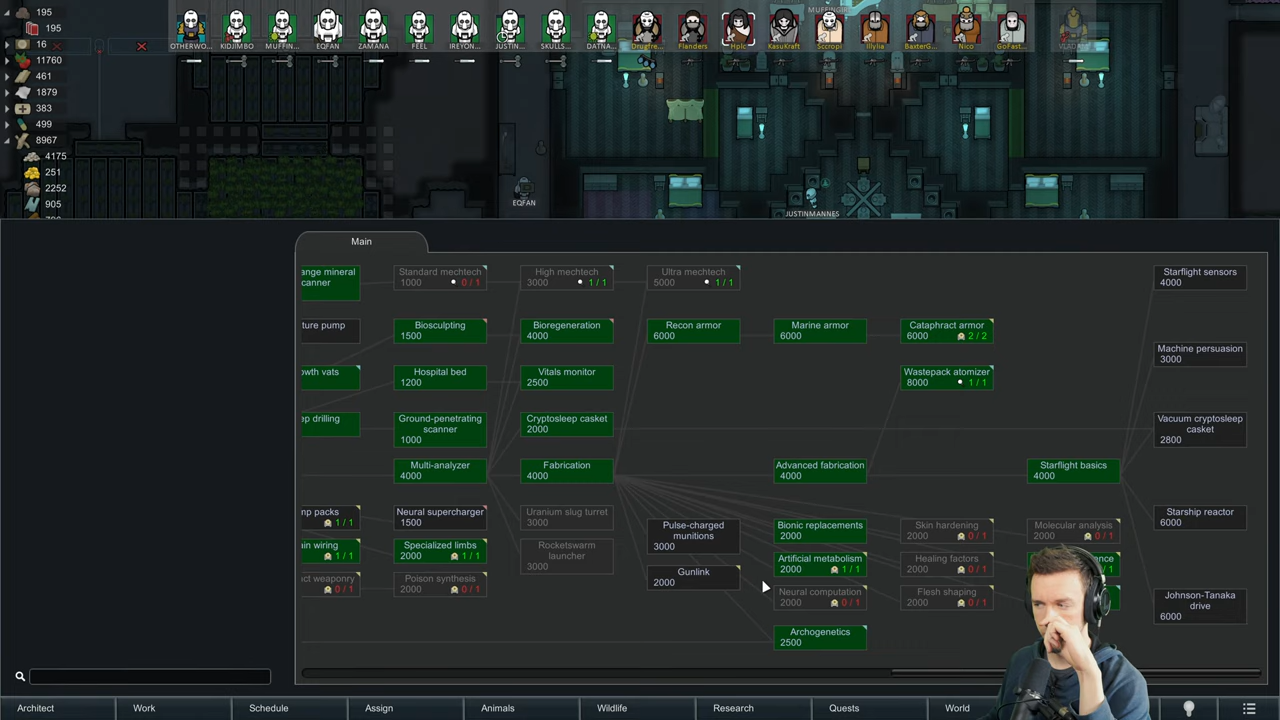 195
195
16
11760
461
1879
383
499
8967
4175
251
2252
905
OTHERWO...
KIDJIMBO
MUFFIN...
EQFAN
ZAMANA
FEEL
IREYON...
JUSTIN...
SKULLS...
DATNA...
Drugfre...
Flanders
Hplc
KasuKraft
Sccropi
Illylia
BaxterG...
Nico
GoFast...
EQFAN
JUSTINMANNES
Main
ange mineral
canner
Standard mechtech
1000 0 / 1
High mechtech
3000 1 / 1
Ultra mechtech
5000 1 / 1
Starflight sensors
4000
ture pump
Biosculpting
1500
Bioregeneration
4000
Recon armor
6000
Marine armor
6000
Cataphract armor
6000 2 / 2
Machine persuasion
3000
owth vats
Hospital bed
1200
Vitals monitor
2500
Wastepack atomizer
8000 1 / 1
ep drilling
Ground-penetrating
scanner
1000
Cryptosleep casket
2000
Vacuum cryptosleep
casket
2800
Multi-analyzer
4000
Fabrication
4000
Advanced fabrication
4000
Starflight basics
4000
mp packs
1 / 1
Neural supercharger
1500
Uranium slug turret
3000
Pulse-charged
munitions
3000
Bionic replacements
2000
Skin hardening
2000 0 / 1
Molecular analysis
2000 0 / 1
Starship reactor
6000
ain wiring
1 / 1
Specialized limbs
2000 1 / 1
Rocketswarm
launcher
3000
Gunlink
2000
Artificial metabolism
2000 1 / 1
Healing factors
2000 0 / 1
ence
ct weaponry
0 / 1
Poison synthesis
2000 0 / 1
Neural computation
2000 0 / 1
Flesh shaping
2000 0 / 1
Johnson-Tanaka
drive
6000
Archogenetics
2500
Architect
Work
Schedule
Assign
Animals
Wildlife
Research
Quests
World